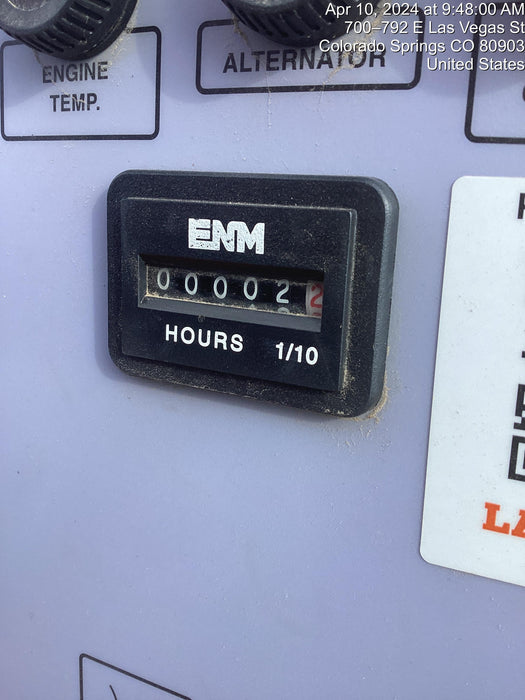 Apr 10, 2024 at 9:48:00 AM
700–792 E Las Vegas St
Colorado Springs CO 80903
United States
ENGINE
TEMP.
ALTERNATOR
ENM
000022
HOURS 1/10